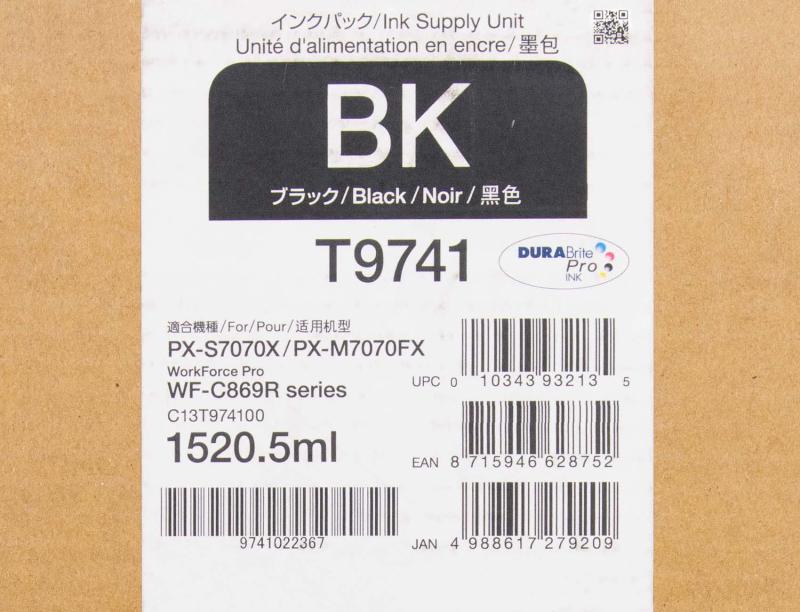 インクパック/Ink Supply Unit
Unité d'alimentation en encre/墨包
BK
ブラック/Black/Noir/黑色
T9741
DURABrite
Pro
INK
適合機種/For/Pour/适用机型
PX-S7070X/PX-M7070FX
WorkForce Pro
WF-C869R series
C13T974100
1520.5ml
UPC 0 10343 93213 5
EAN 8 715946 628752
9741022367
JAN 4 988617 279209